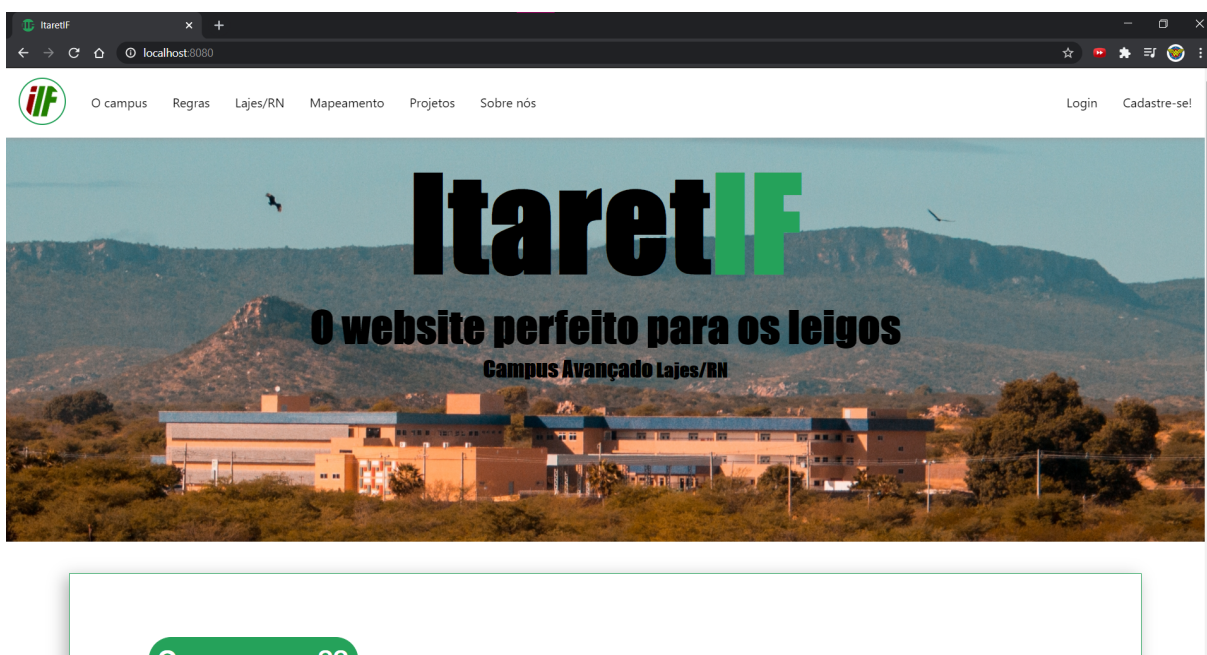 ItaretIF
localhost:8080
iIF
O campus Regras Lajes/RN Mapeamento Projetos Sobre nós Login Cadastre-se!
ItaretIF
O website perfeito para os leigos
Campus Avançado Lajes/RN